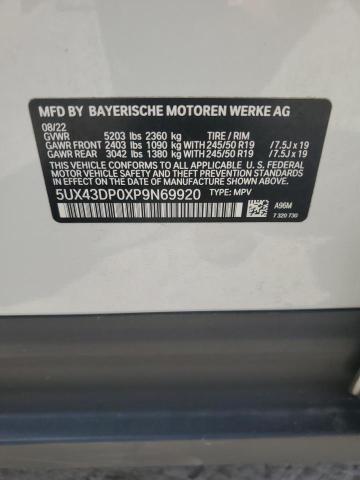 MFD BY BAYERISCHE MOTOREN WERKE AG
08/22
GVWR 5203 lbs 2360 kg TIRE / RIM
GAWR FRONT 2403 lbs 1090 kg WITH 245/50 R19 / 7.5J x 19
GAWR REAR 3042 lbs 1380 kg WITH 245/50 R19 / 7.5J x 19
THIS VEHICLE CONFORMS TO ALL APPLICABLE FEDERAL MOTOR VEHICLE
SAFETY, BUMPER, AND THEFT PREVENTION STANDARDS IN EFFECT ON THE
DATE OF MANUFACTURE SHOWN ABOVE.
5UX43DP0XP9N69920 TYPE: MPV
A96M
7 320 730